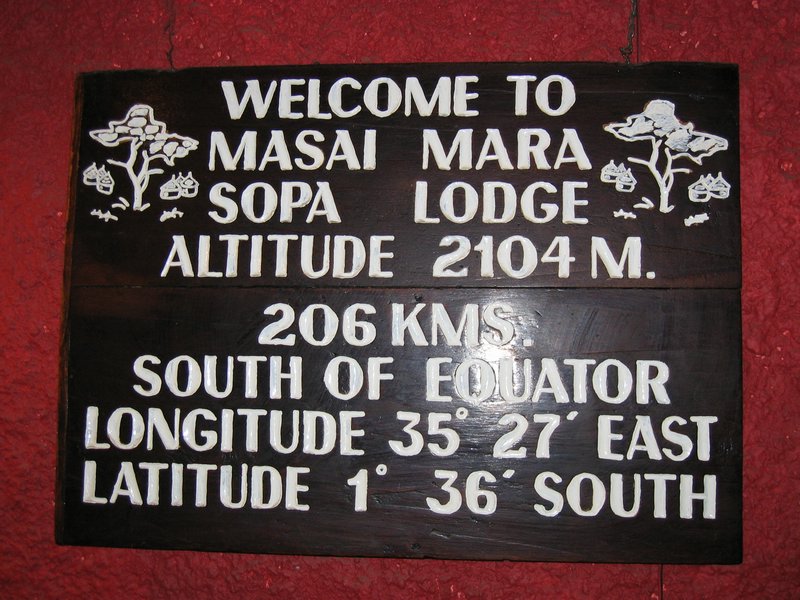 WELCOME TO
MASAI MARA
SOPA LODGE
ALTITUDE 2104 M.
206 KMS.
SOUTH OF EQUATOR
LONGITUDE 35° 27′ EAST
LATITUDE 1° 36′ SOUTH